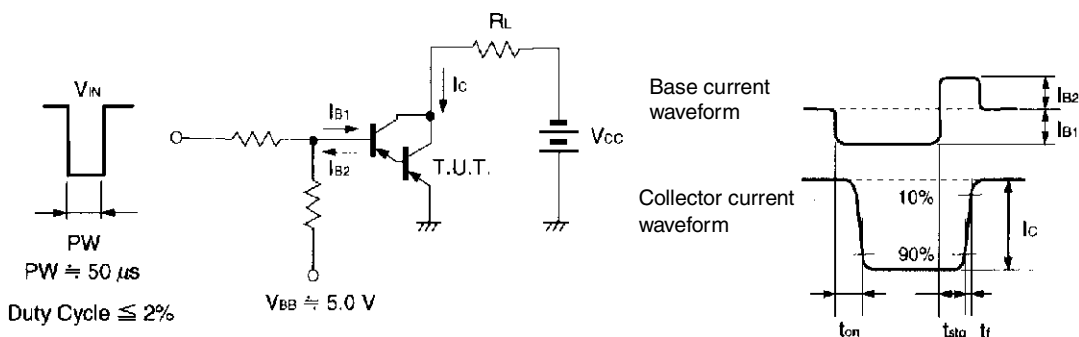 VIN
PW
PW ≒ 50 μs
Duty Cycle ≦ 2%
RL
IC
IB1
IB2
T.U.T.
VCC
VBB ≒ 5.0 V
Base current
waveform
IB2
IB1
Collector current
waveform
10%
90%
IC
ton
tstg
tf